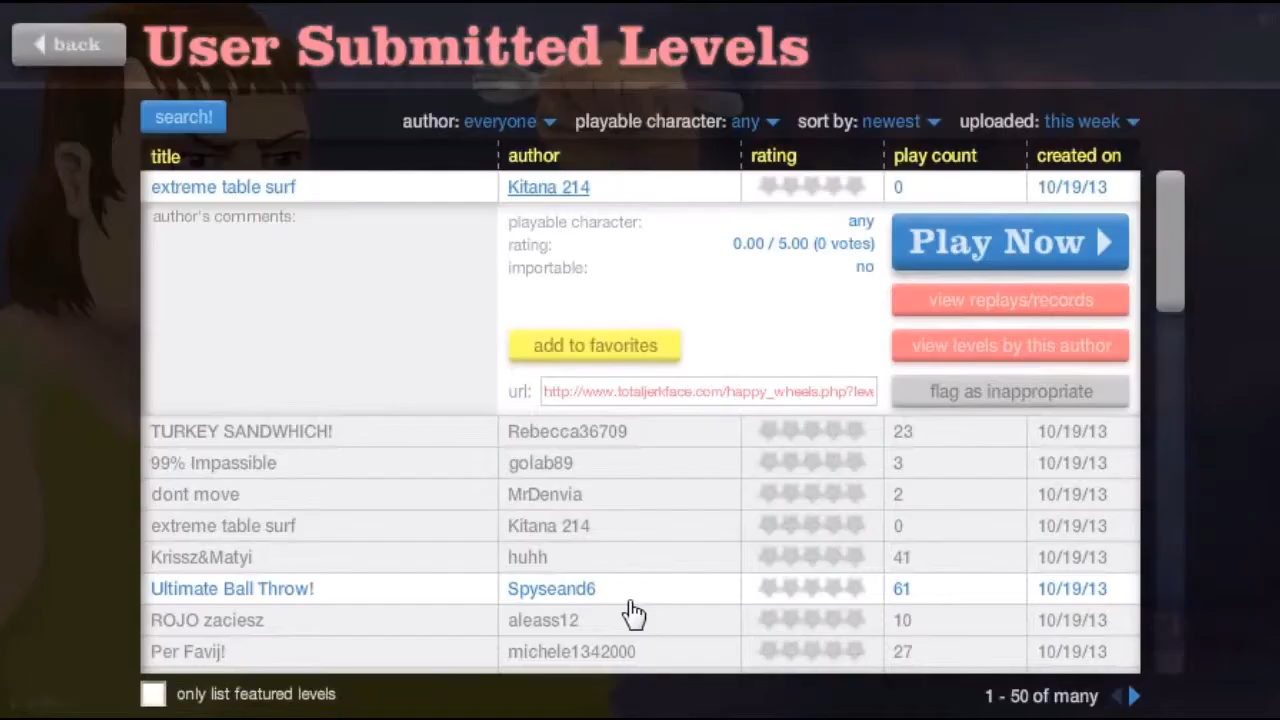 back
User Submitted Levels
search!
author: everyone
playable character: any
sort by: newest
uploaded: this week
title author rating play count created on
extreme table surf Kitana 214 0 10/19/13
author's comments:
playable character: any
rating: 0.00 / 5.00 (0 votes)
importable: no
Play Now
view replays/records
add to favorites
view levels by this author
url: http://www.totaljerkface.com/happy_wheels.php?leve
flag as inappropriate
TURKEY SANDWHICH! Rebecca36709 23 10/19/13
99% Impassible golab89 3 10/19/13
dont move MrDenvia 2 10/19/13
extreme table surf Kitana 214 0 10/19/13
Krissz&Matyi huhh 41 10/19/13
Ultimate Ball Throw! Spyseand6 61 10/19/13
ROJO zaciesz aleass12 10 10/19/13
Per Favij! michele1342000 27 10/19/13
only list featured levels
1 - 50 of many